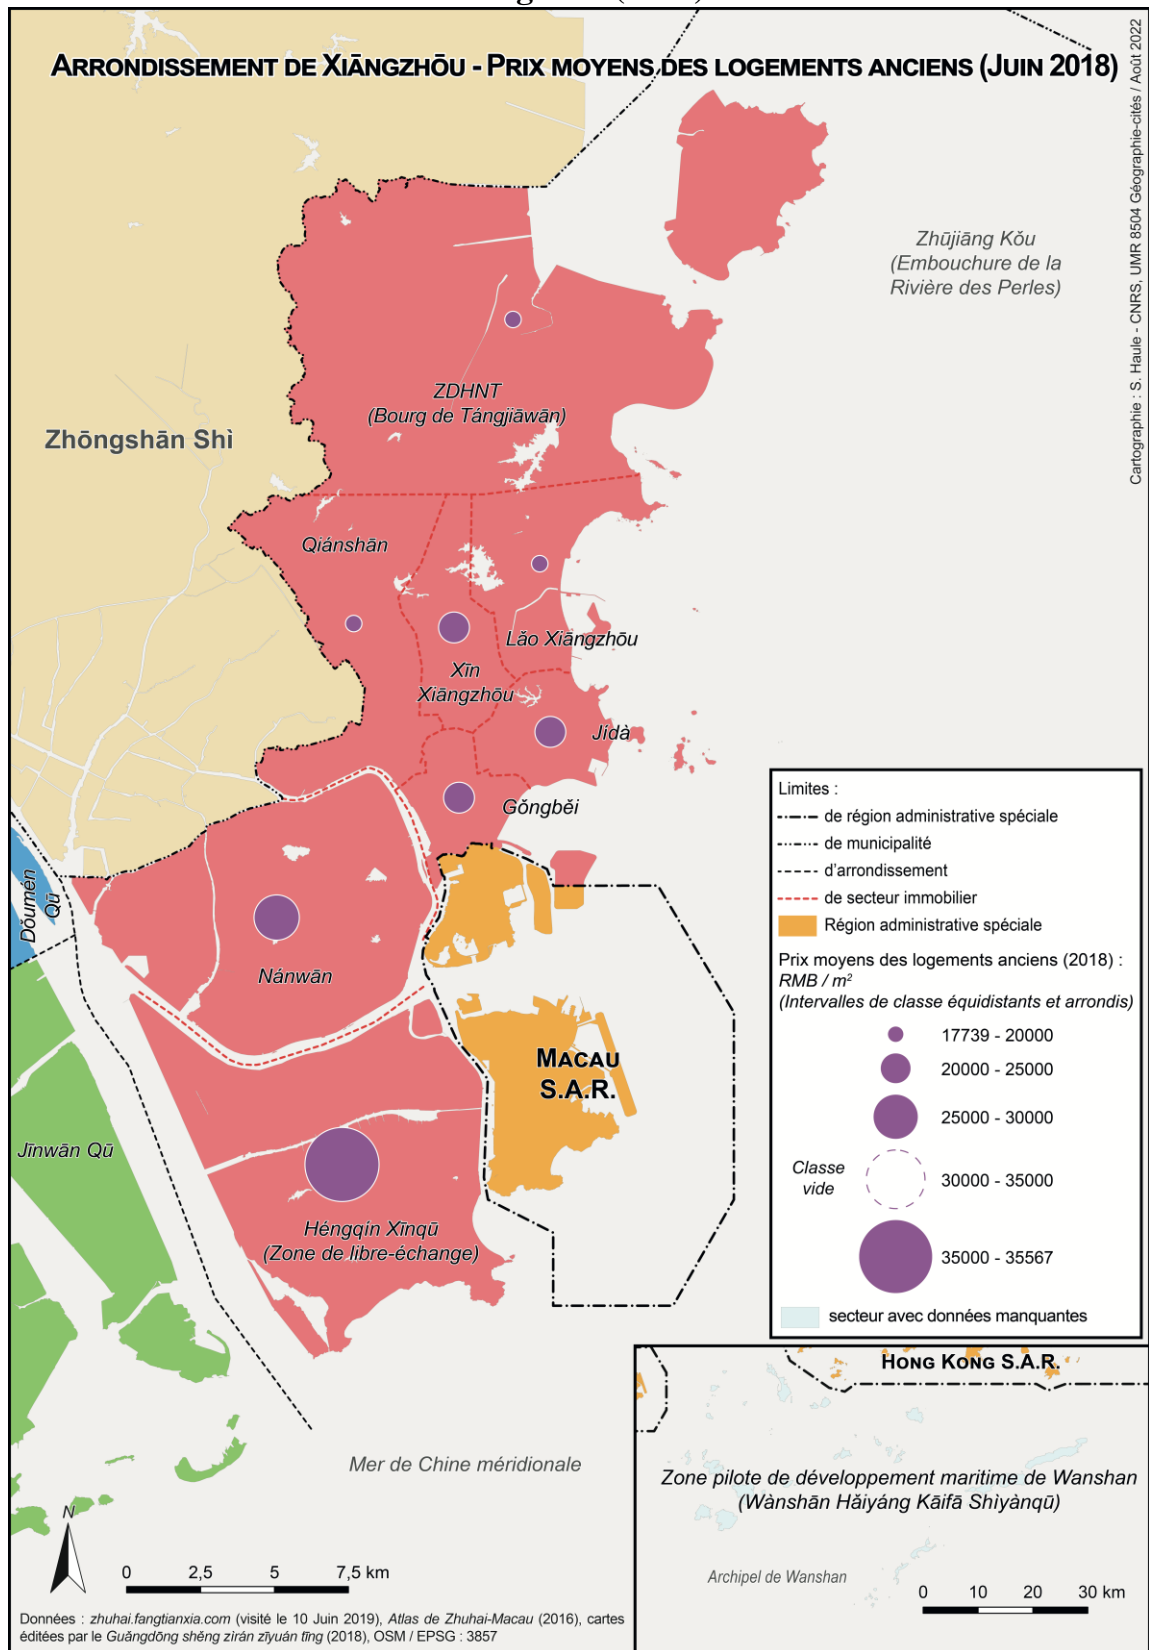 ARRONDISSEMENT DE XIĀNGZHŌU - PRIX MOYENS DES LOGEMENTS ANCIENS (JUIN 2018)
Cartographie : S. Haule - CNRS, UMR 8504 Géographie-cités / Août 2022
Zhūjiāng Kǒu
(Embouchure de la
Rivière des Perles)
ZDHNT
(Bourg de Tángjiāwān)
Zhōngshān Shì
Qiánshān
Lǎo Xiāngzhōu
Xīn
Xiāngzhōu
Jídà
Gǒngběi
Dòumén
Qū
Nánwān
MACAU
S.A.R.
Jīnwān Qū
Héngqín Xīnqū
(Zone de libre-échange)
Mer de Chine méridionale
Limites :
de région administrative spéciale
de municipalité
d'arrondissement
de secteur immobilier
Région administrative spéciale
Prix moyens des logements anciens (2018) :
RMB / m²
(Intervalles de classe équidistants et arrondis)
17739 - 20000
20000 - 25000
25000 - 30000
Classe
vide
30000 - 35000
35000 - 35567
secteur avec données manquantes
HONG KONG S.A.R.
Zone pilote de développement maritime de Wanshan
(Wànshān Hǎiyáng Kāifā Shìyànqū)
Archipel de Wanshan
0 10 20 30 km
N
0 2,5 5 7,5 km
Données : zhuhai.fangtianxia.com (visité le 10 Juin 2019), Atlas de Zhuhai-Macau (2016), cartes
éditées par le Guǎngdōng shěng zìrán zīyuán tīng (2018), OSM / EPSG : 3857